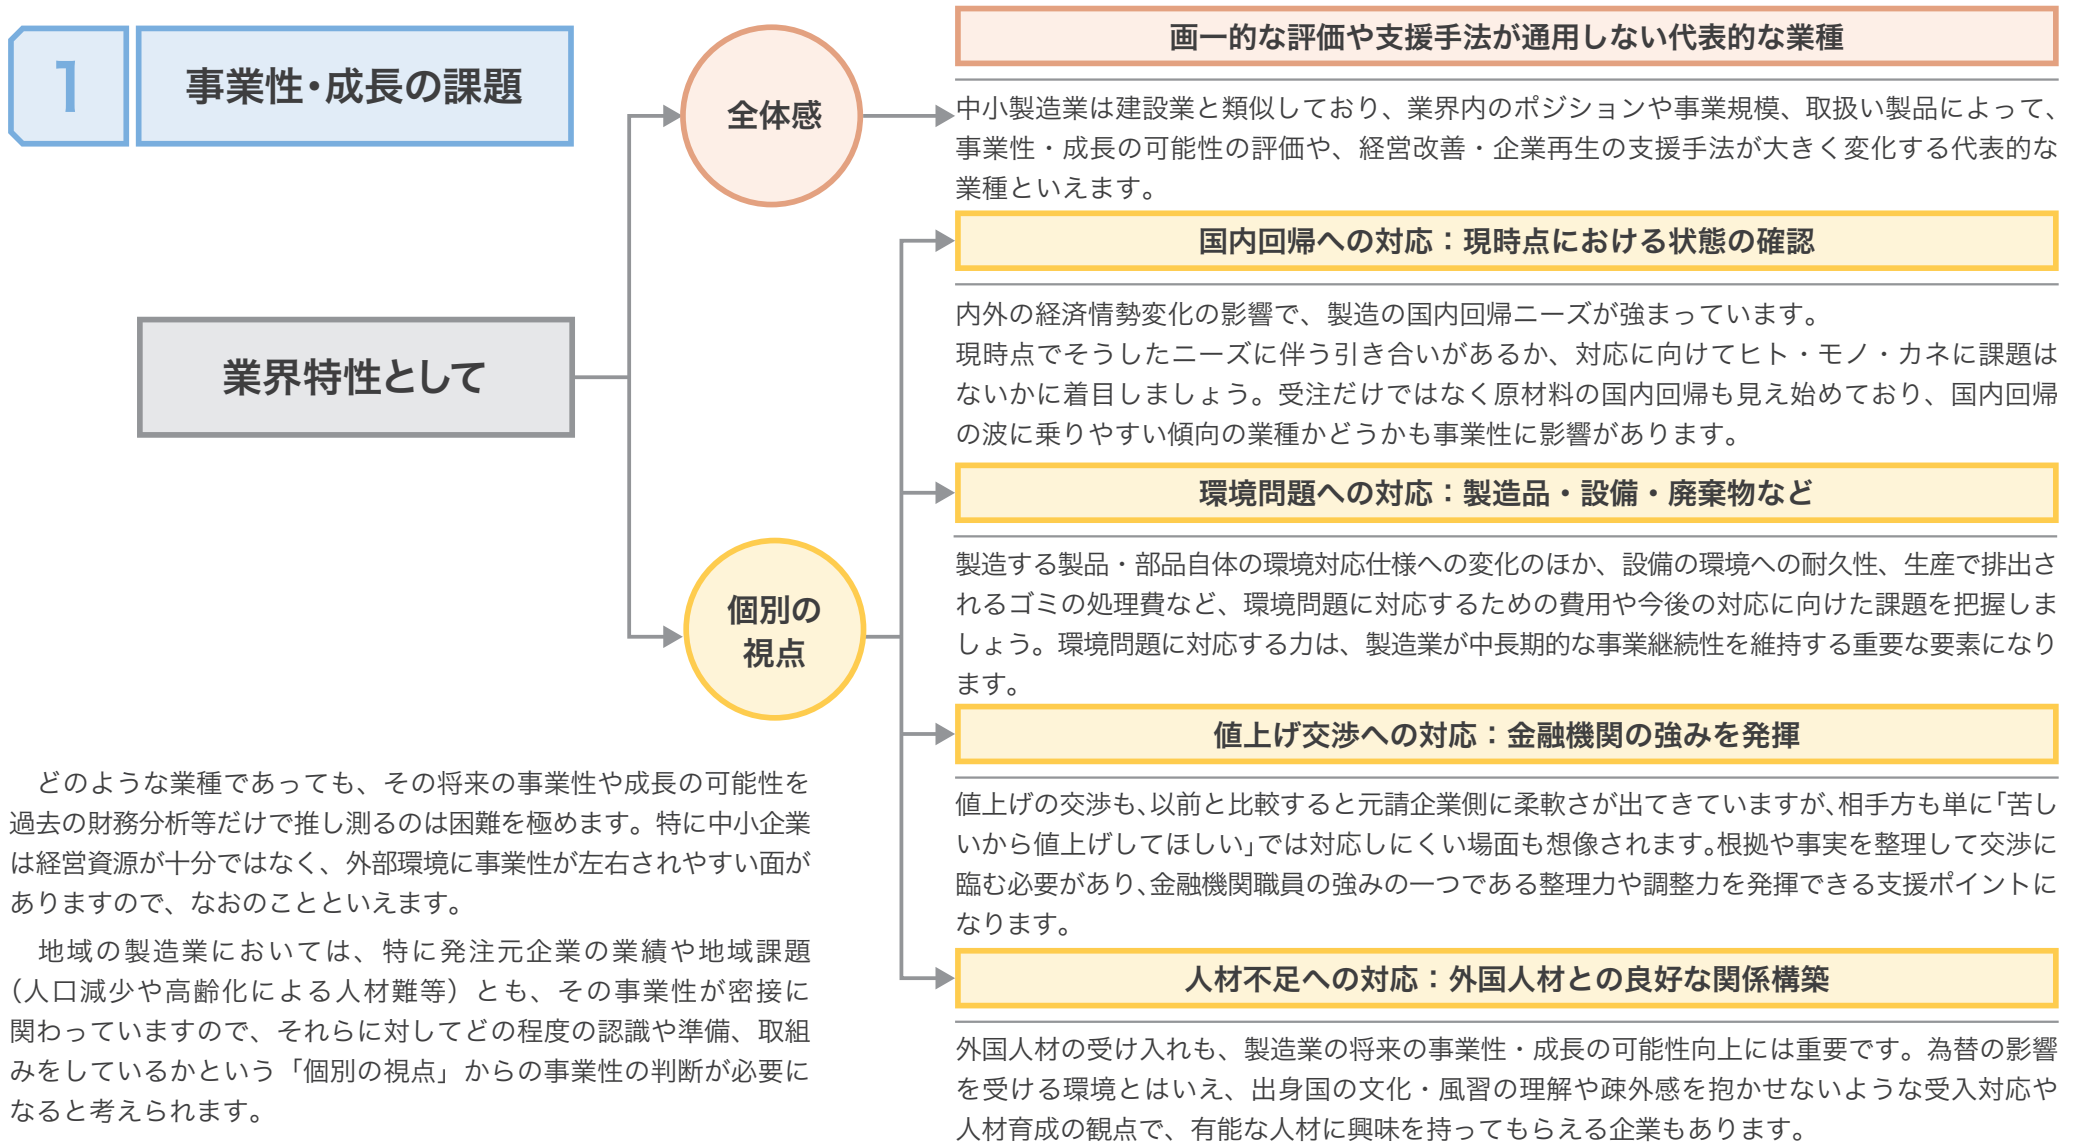 1
事業性・成長の課題
業界特性として
全体感
画一的な評価や支援手法が通用しない代表的な業種
中小製造業は建設業と類似しており、業界内のポジションや事業規模、取扱い製品によって、
事業性・成長の可能性の評価や、経営改善・企業再生の支援手法が大きく変化する代表的な
業種といえます。
個別の
視点
国内回帰への対応：現時点における状態の確認
内外の経済情勢変化の影響で、製造の国内回帰ニーズが強まっています。
現時点でそうしたニーズに伴う引き合いがあるか、対応に向けてヒト・モノ・カネに課題は
ないかに着目しましょう。受注だけではなく原材料の国内回帰も見え始めており、国内回帰
の波に乗りやすい傾向の業種かどうかも事業性に影響があります。
環境問題への対応：製造品・設備・廃棄物など
製造する製品・部品自体の環境対応仕様への変化のほか、設備の環境への耐久性、生産で排出さ
れるゴミの処理費など、環境問題に対応するための費用や今後の対応に向けた課題を把握しま
しょう。環境問題に対応する力は、製造業が中長期的な事業継続性を維持する重要な要素になり
ます。
値上げ交渉への対応：金融機関の強みを発揮
値上げの交渉も、以前と比較すると元請企業側に柔軟さが出てきていますが、相手方も単に「苦し
いから値上げしてほしい」では対応しにくい場面も想像されます。根拠や事実を整理して交渉に
臨む必要があり、金融機関職員の強みの一つである整理力や調整力を発揮できる支援ポイントに
なります。
人材不足への対応：外国人材との良好な関係構築
外国人材の受け入れも、製造業の将来の事業性・成長の可能性向上には重要です。為替の影響
を受ける環境とはいえ、出身国の文化・風習の理解や疎外感を抱かせないような受入対応や
人材育成の観点で、有能な人材に興味を持ってもらえる企業もあります。
どのような業種であっても、その将来の事業性や成長の可能性を
過去の財務分析等だけで推し測るのは困難を極めます。特に中小企業
は経営資源が十分ではなく、外部環境に事業性が左右されやすい面が
ありますので、なおのことといえます。
地域の製造業においては、特に発注元企業の業績や地域課題
（人口減少や高齢化による人材難等）とも、その事業性が密接に
関わっていますので、それらに対してどの程度の認識や準備、取組
みをしているかという「個別の視点」からの事業性の判断が必要に
なると考えられます。